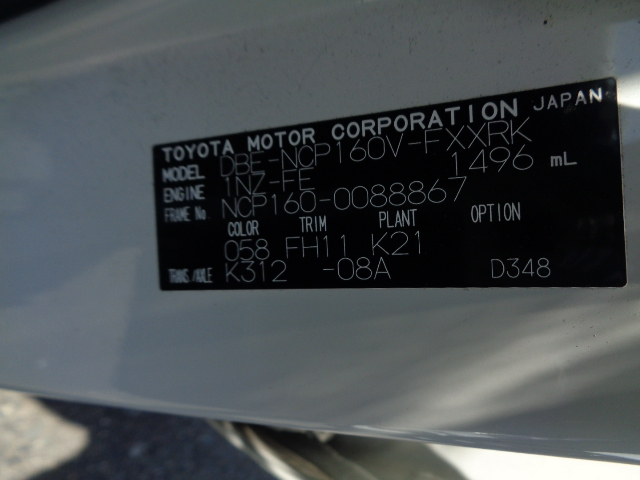 TOYOTA MOTOR CORPORATION JAPAN
MODEL DBE-NCP160V-FXXRK
ENGINE 1NZ-FE 1496 mL
FRAME No. NCP160-0088867
COLOR TRIM PLANT OPTION
058 FH11 K21
TRANS/AXLE K312 -08A D348